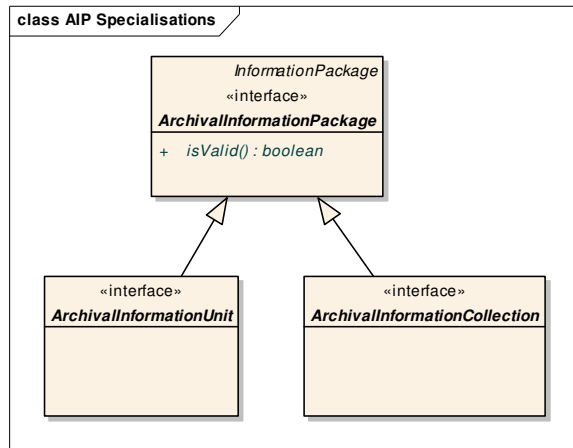 class AIP Specialisations
InformationPackage
«interface»
ArchivalInformationPackage
+ isValid() : boolean
«interface»
ArchivalInformationUnit
«interface»
ArchivalInformationCollection